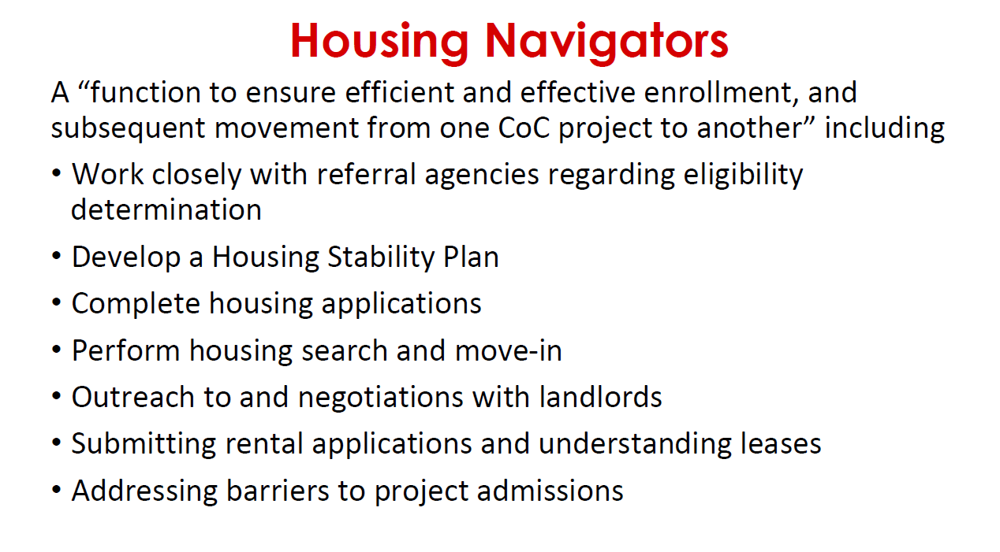 Housing Navigators
A “function to ensure efficient and effective enrollment, and
subsequent movement from one CoC project to another” including
• Work closely with referral agencies regarding eligibility
determination
• Develop a Housing Stability Plan
• Complete housing applications
• Perform housing search and move-in
• Outreach to and negotiations with landlords
• Submitting rental applications and understanding leases
• Addressing barriers to project admissions